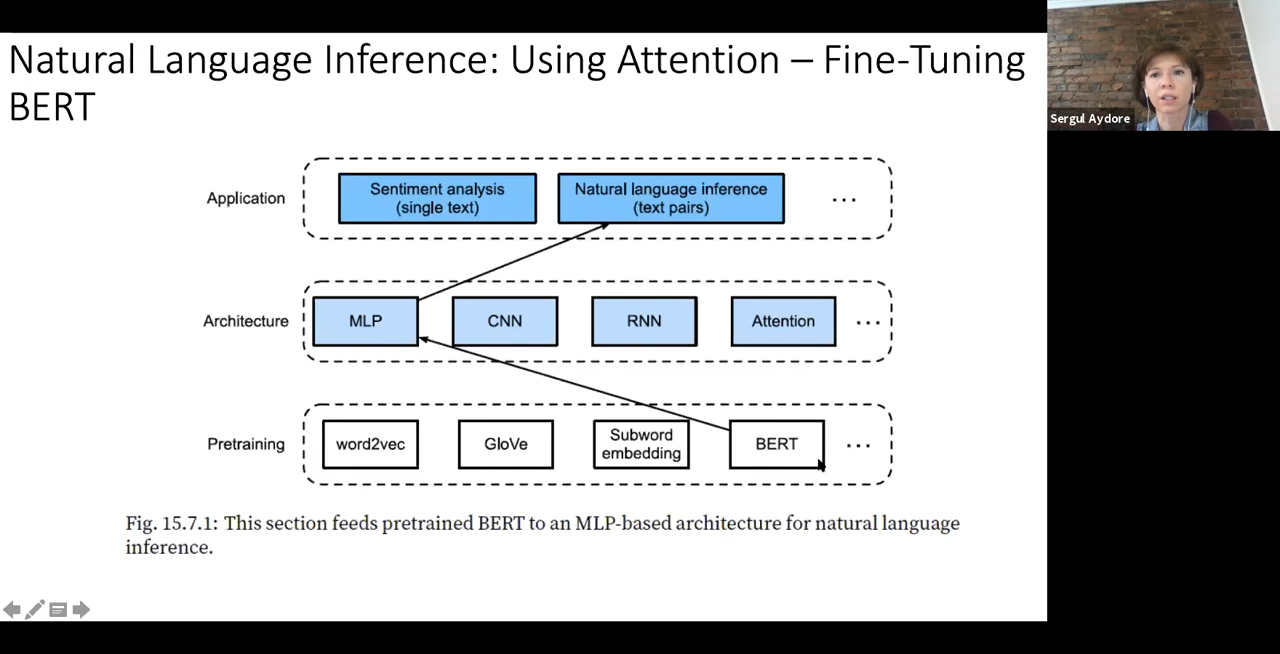 Natural Language Inference: Using Attention – Fine-Tuning
BERT
Sergul Aydore
Application
Sentiment analysis
(single text)
Natural language inference
(text pairs)
...
Architecture
MLP
CNN
RNN
Attention
...
Pretraining
word2vec
GloVe
Subword
embedding
BERT
...
Fig. 15.7.1: This section feeds pretrained BERT to an MLP-based architecture for natural language
inference.